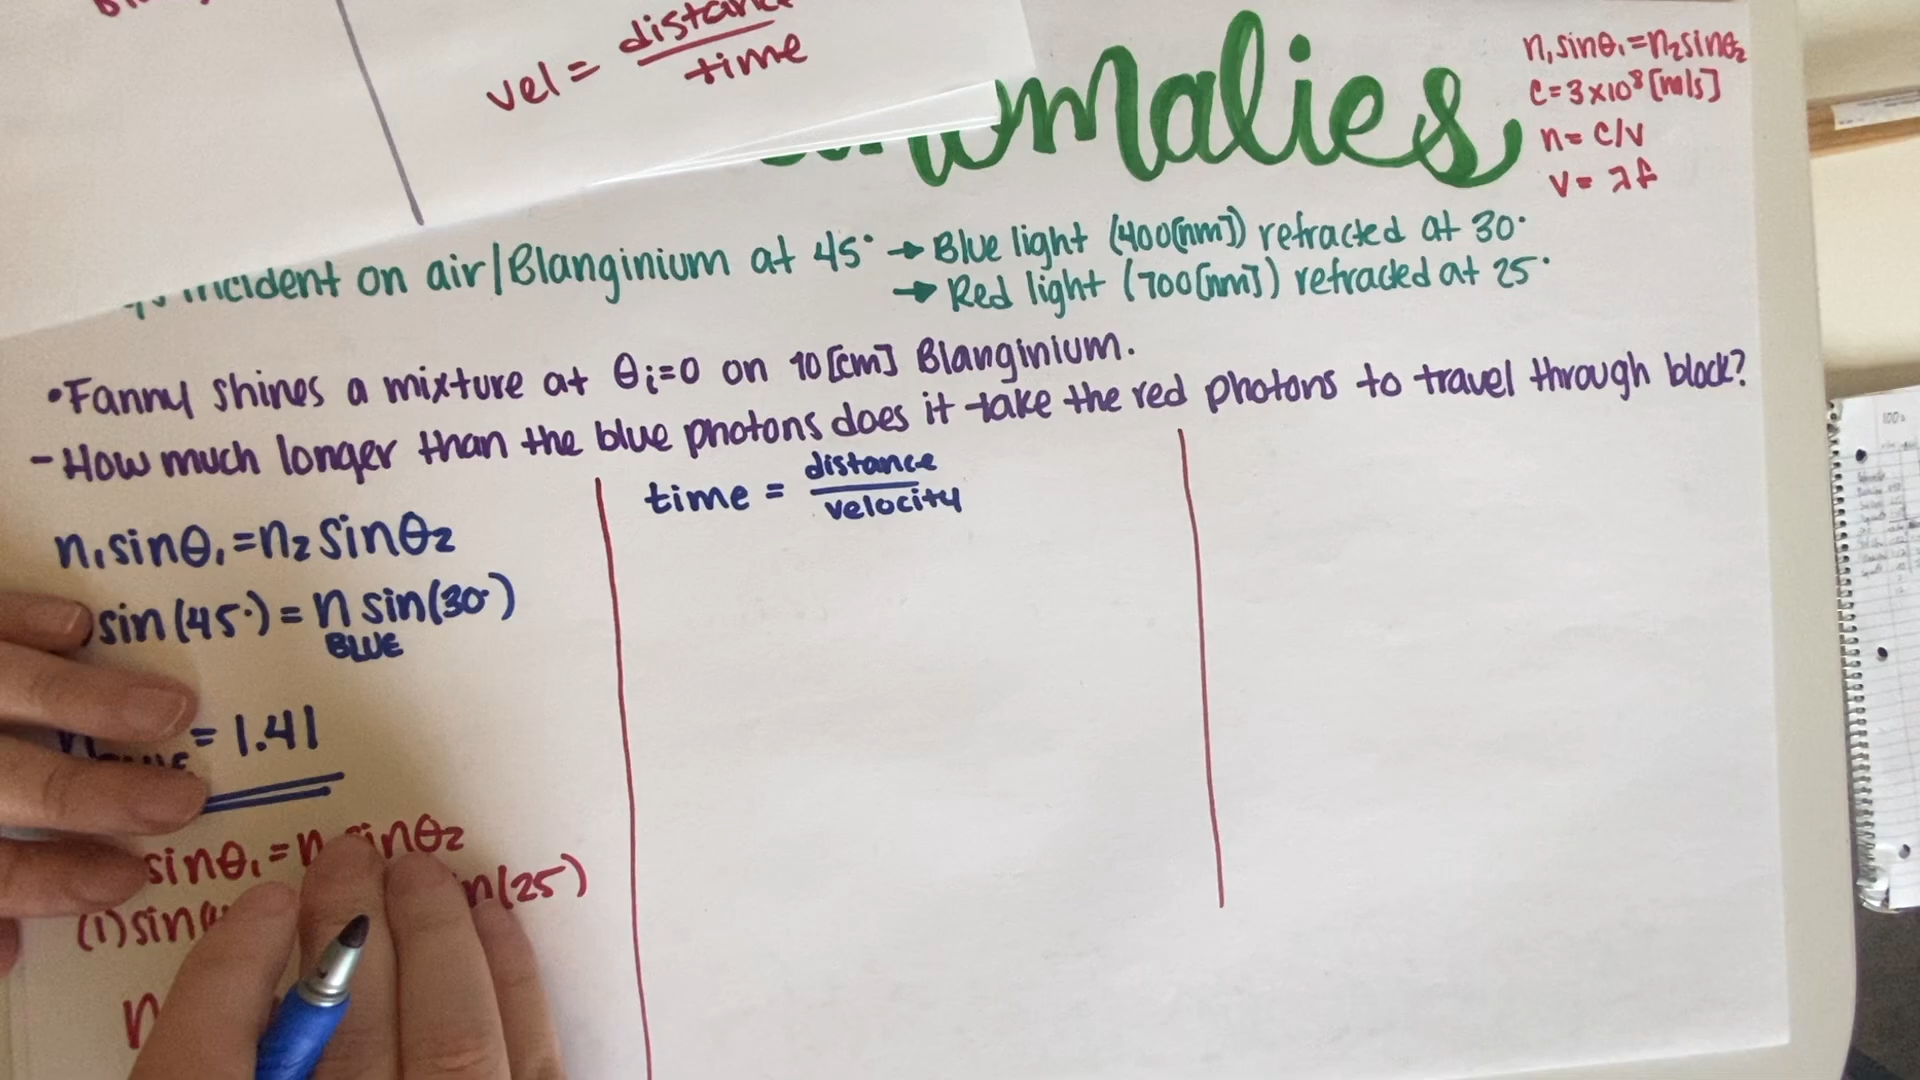 vel = distance
time
n₁sinθ₁=n₂sinθ₂
c=3x10⁸[m/s]
n= c/v
v= λf
incident on air/Blanginium at 45° → Blue light (400[nm]) refracted at 30°
→ Red light (700[nm]) refracted at 25°
•Fanny shines a mixture at θi=0 on 10[cm] Blanginium.
-How much longer than the blue photons does it take the red photons to travel through block?
n₁sinθ₁=n₂sinθ₂
sin(45°)=n sin(30°)
BLUE
= 1.41
sinθ₁=n sinθ₂
(1)sin
(25)
n
time = distance
velocity